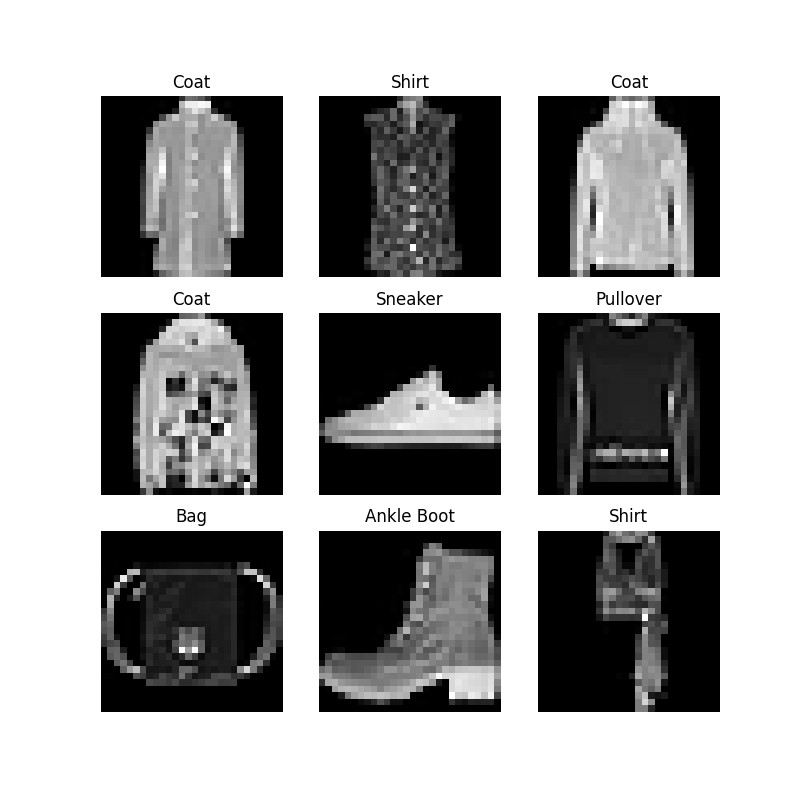 Coat
Shirt
Coat
Coat
Sneaker
Pullover
Bag
Ankle Boot
Shirt